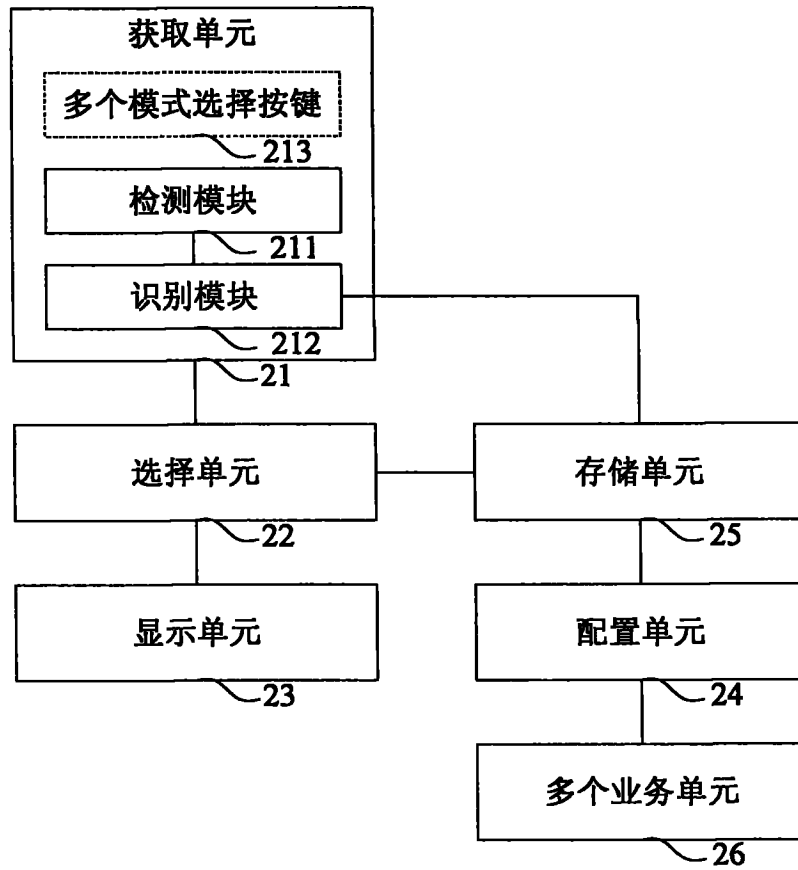 获取单元
多个模式选择按键
213
检测模块
211
识别模块
212
21
选择单元
22
存储单元
25
显示单元
23
配置单元
24
多个业务单元
26